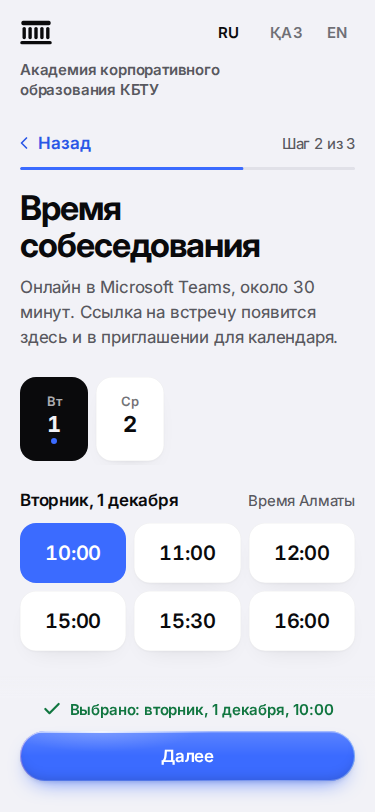 RU ҚАЗ EN
Академия корпоративного
образования КБТУ
Назад Шаг 2 из 3
Время
собеседования
Онлайн в Microsoft Teams, около 30
минут. Ссылка на встречу появится
здесь и в приглашении для календаря.
Вт Ср
1 2
Вторник, 1 декабря Время Алматы
10:00 11:00 12:00
15:00 15:30 16:00
Выбрано: вторник, 1 декабря, 10:00
Далее